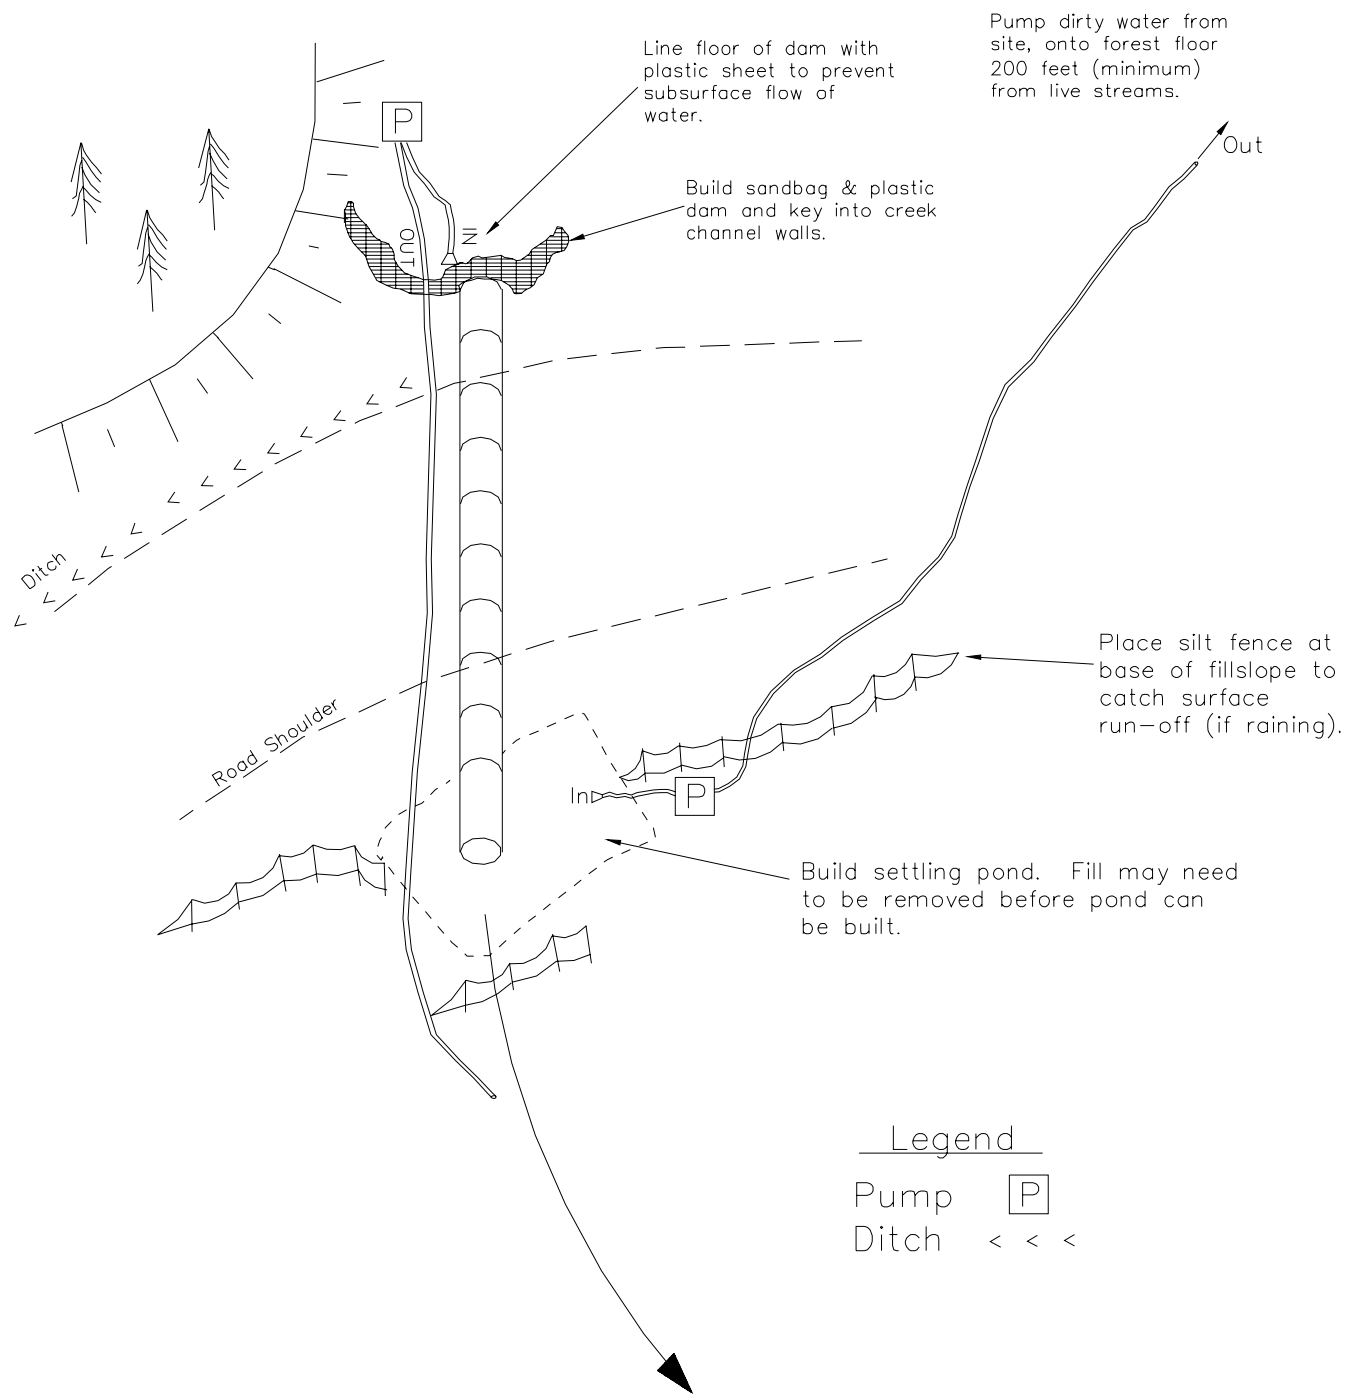 Pump dirty water from
site, onto forest floor
200 feet (minimum)
from live streams.
Line floor of dam with
plastic sheet to prevent
subsurface flow of
water.
P
Out
Build sandbag & plastic
dam and key into creek
channel walls.
OUT
IN
Ditch
Place silt fence at
base of fillslope to
catch surface
run-off (if raining).
Road Shoulder
In
P
Build settling pond. Fill may need
to be removed before pond can
be built.
Legend
Pump P
Ditch < < <